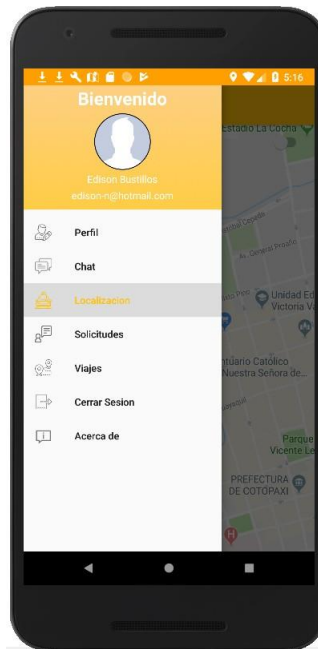 5:16
Bienvenido
Edison Bustillos
edison-n@hotmail.com
Perfil
Chat
Localizacion
Solicitudes
Viajes
Cerrar Sesion
Acerca de
Estadio La Cocha
Unidad Ed
Victoria Va
Católico
Nuestra Señora de...
Parque
Vicente Le
PREFECTURA
DE COTOPAXI
H